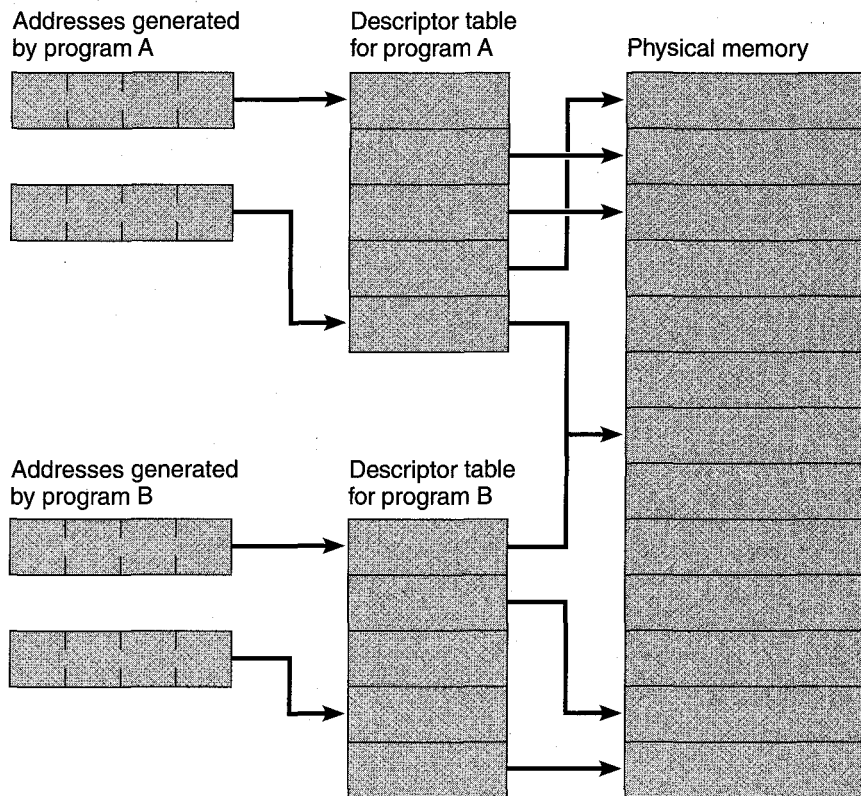 Addresses generated
by program A
Descriptor table
for program A
Physical memory
Addresses generated
by program B
Descriptor table
for program B